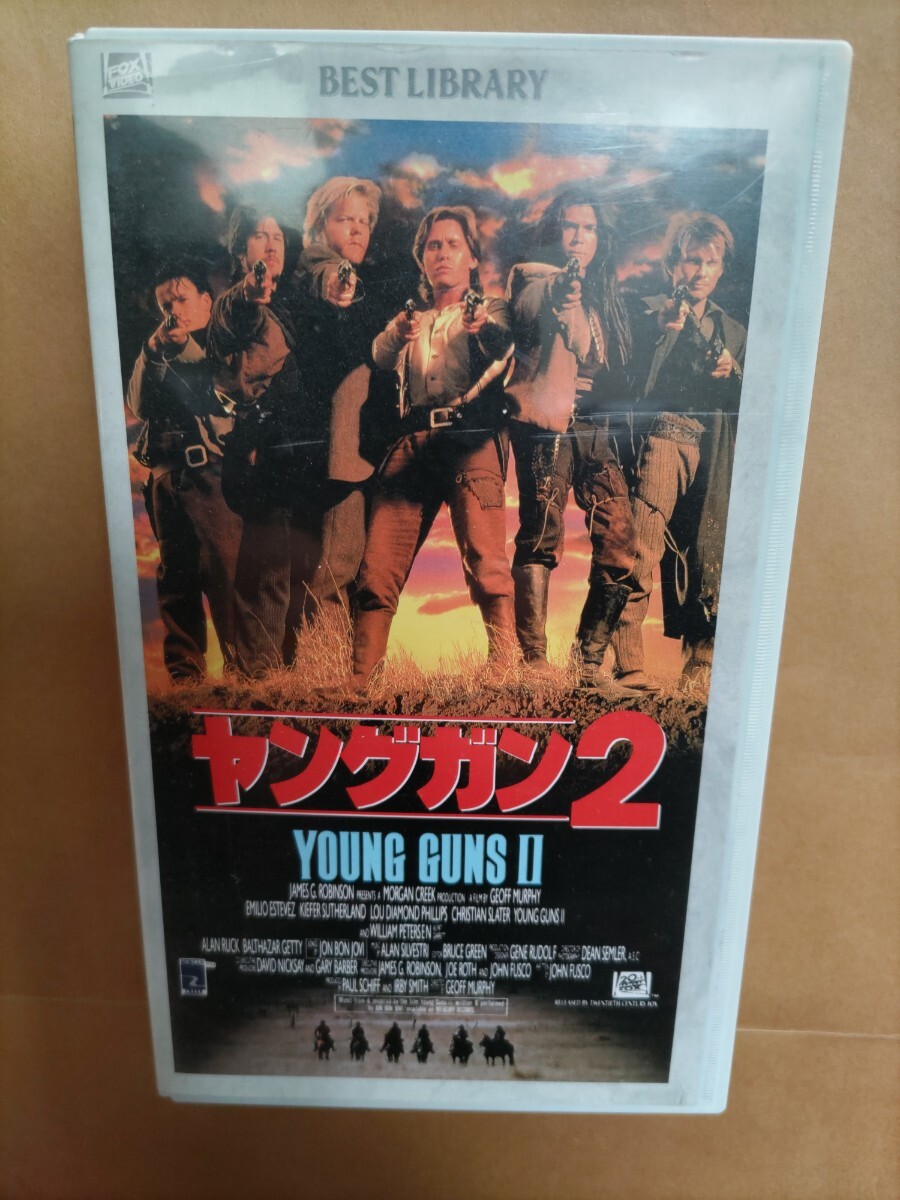 FOX VIDEO
BEST LIBRARY
ヤングガン2
YOUNG GUNS II
JAMES G. ROBINSON PRESENTS A MORGAN CREEK PRODUCTION A FILM BY GEOFF MURPHY
EMILIO ESTEVEZ KIEFER SUTHERLAND LOU DIAMOND PHILLIPS CHRISTIAN SLATER YOUNG GUNS II
AND WILLIAM PETERSEN
ALAN RUCK BALTHAZAR GETTY JON BON JOVI ALAN SILVESTRI BRUCE GREEN GENE RUDOLF DEAN SEMLER, A.S.C.
DAVID NICKSAY AND GARY BARBER JAMES G. ROBINSON, JOE ROTH AND JOHN FUSCO JOHN FUSCO
PAUL SCHIFF AND IRBY SMITH GEOFF MURPHY
RELEASED BY TWENTIETH CENTURY FOX